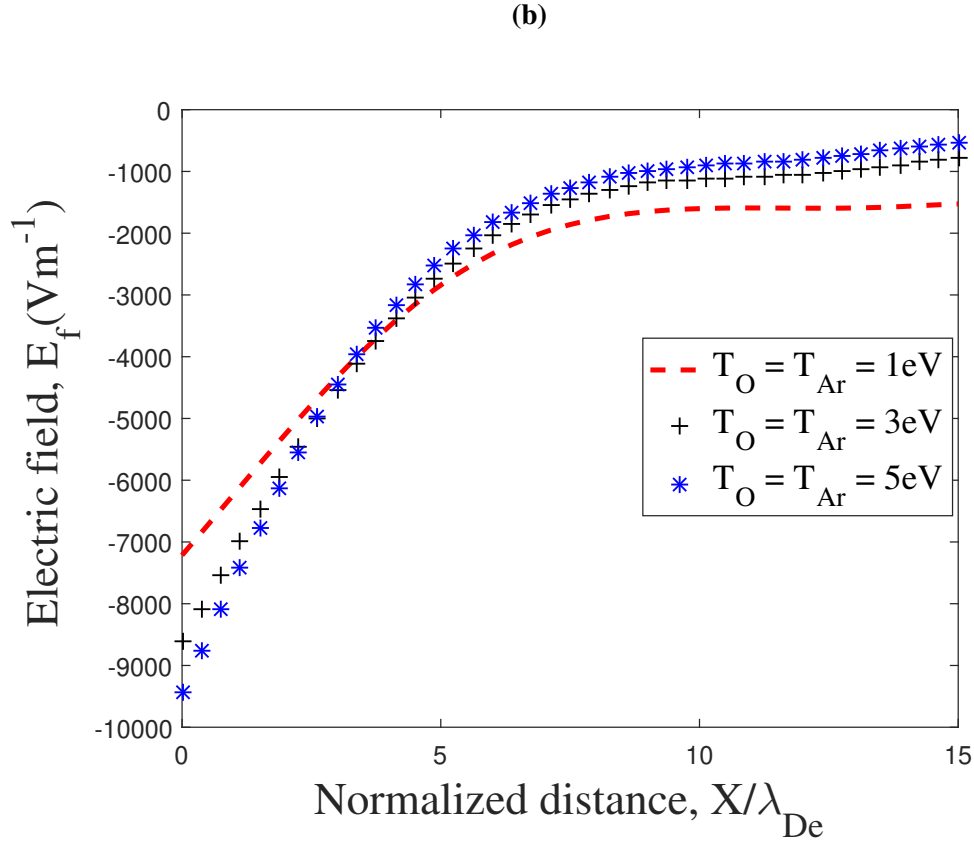 (b)
0
-1000
-2000
-3000
-4000
-5000
-6000
-7000
-8000
-9000
-10000
Electric field, E_f(Vm^-1)
T_O = T_Ar = 1eV
T_O = T_Ar = 3eV
T_O = T_Ar = 5eV
0 5 10 15
Normalized distance, X/λ_De